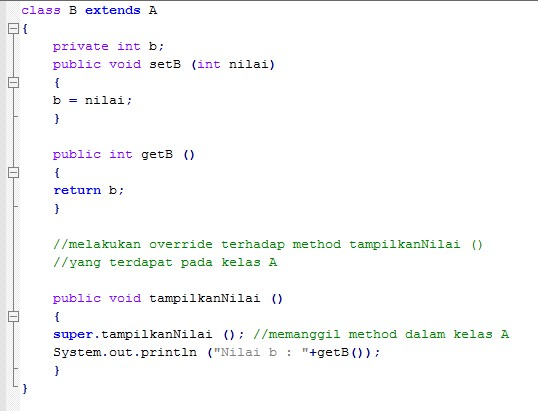 class B extends A
{
private int b;
public void setB (int nilai)
{
b = nilai;
}
public int getB ()
{
return b;
}
//melakukan override terhadap method tampilkanNilai ()
//yang terdapat pada kelas A
public void tampilkanNilai ()
{
super.tampilkanNilai (); //memanggil method dalam kelas A
System.out.println ("Nilai b : "+getB());
}
}